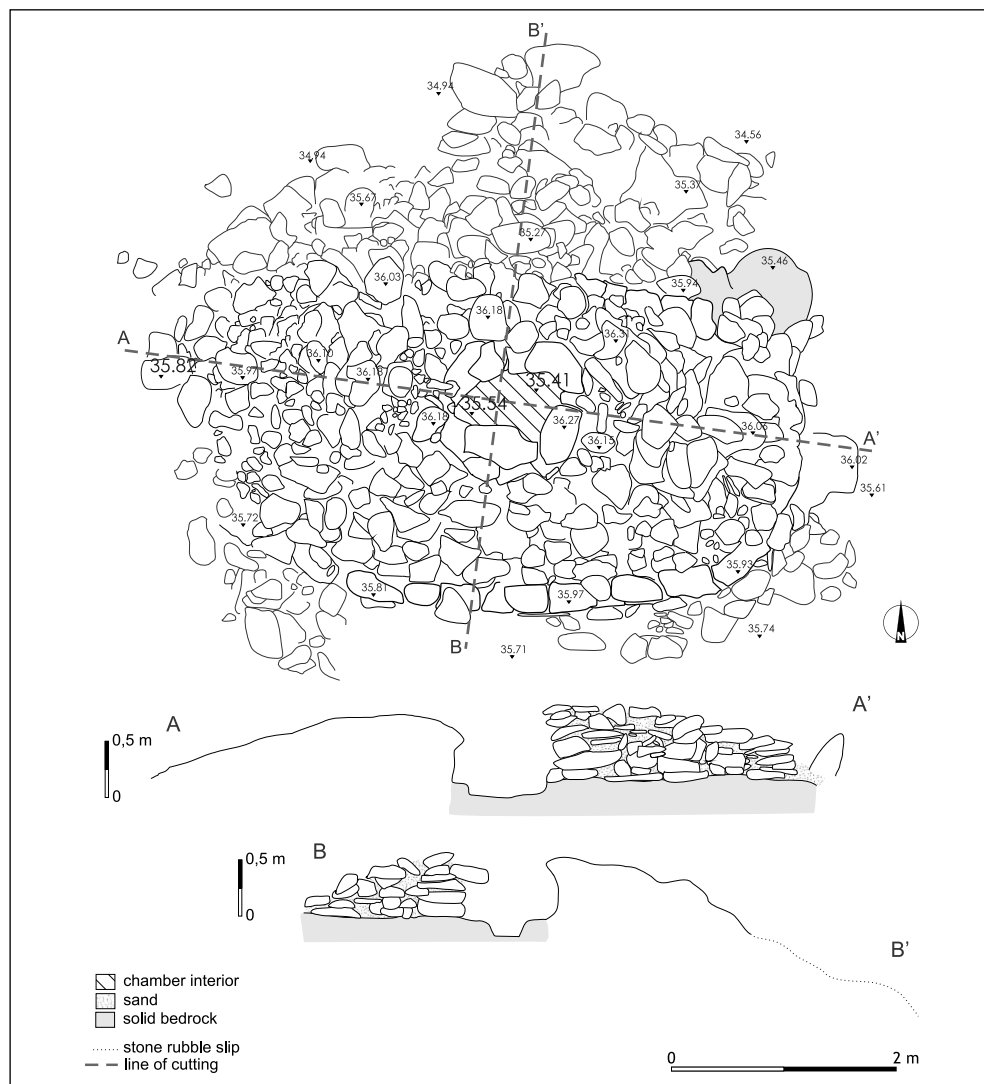 B'
34.94
34.56
34.94
35.37
35.67
35.27
35.46
36.03
35.94
36.18
36.3
A
36.10
35.82
35.97
36.18
35.41
35.54
36.18
36.27
36.06
A'
36.15
36.02
35.61
35.72
35.93
35.81
35.97
35.74
B
35.71
N
A
A'
0,5 m
0
B
0,5 m
0
B'
chamber interior
sand
solid bedrock
stone rubble slip
line of cutting
0
2 m